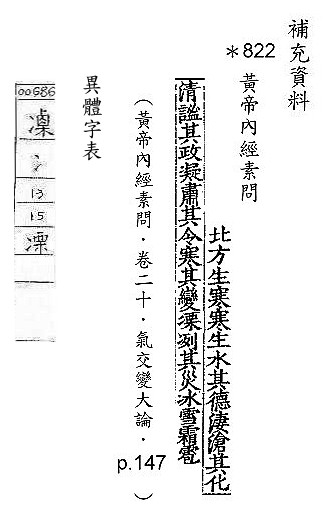 補充資料
*822
黃帝內經素問
北方生寒寒生水其德淒滄其化
清謐其政凝肅其令寒其變凓冽其災冰雪霜雹
(黃帝內經素問．卷二十．氣交變大論．p.147)
異體字表
00686
凓
冫
13
15